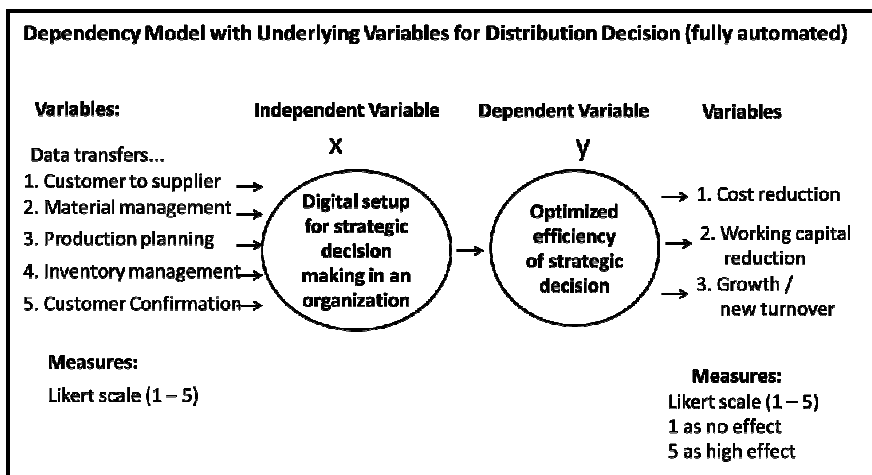 Dependency Model with Underlying Variables for Distribution Decision (fully automated)
Variables:
Independent Variable
Dependent Variable
Variables
X
y
Data transfers...
1. Customer to supplier
2. Material management
3. Production planning
4. Inventory management
5. Customer Confirmation
Digital setup
for strategic
decision
making in an
organization
Optimized
efficiency
of strategic
decision
1. Cost reduction
2. Working capital
reduction
3. Growth /
new turnover
Measures:
Likert scale (1 – 5)
Measures:
Likert scale (1 – 5)
1 as no effect
5 as high effect